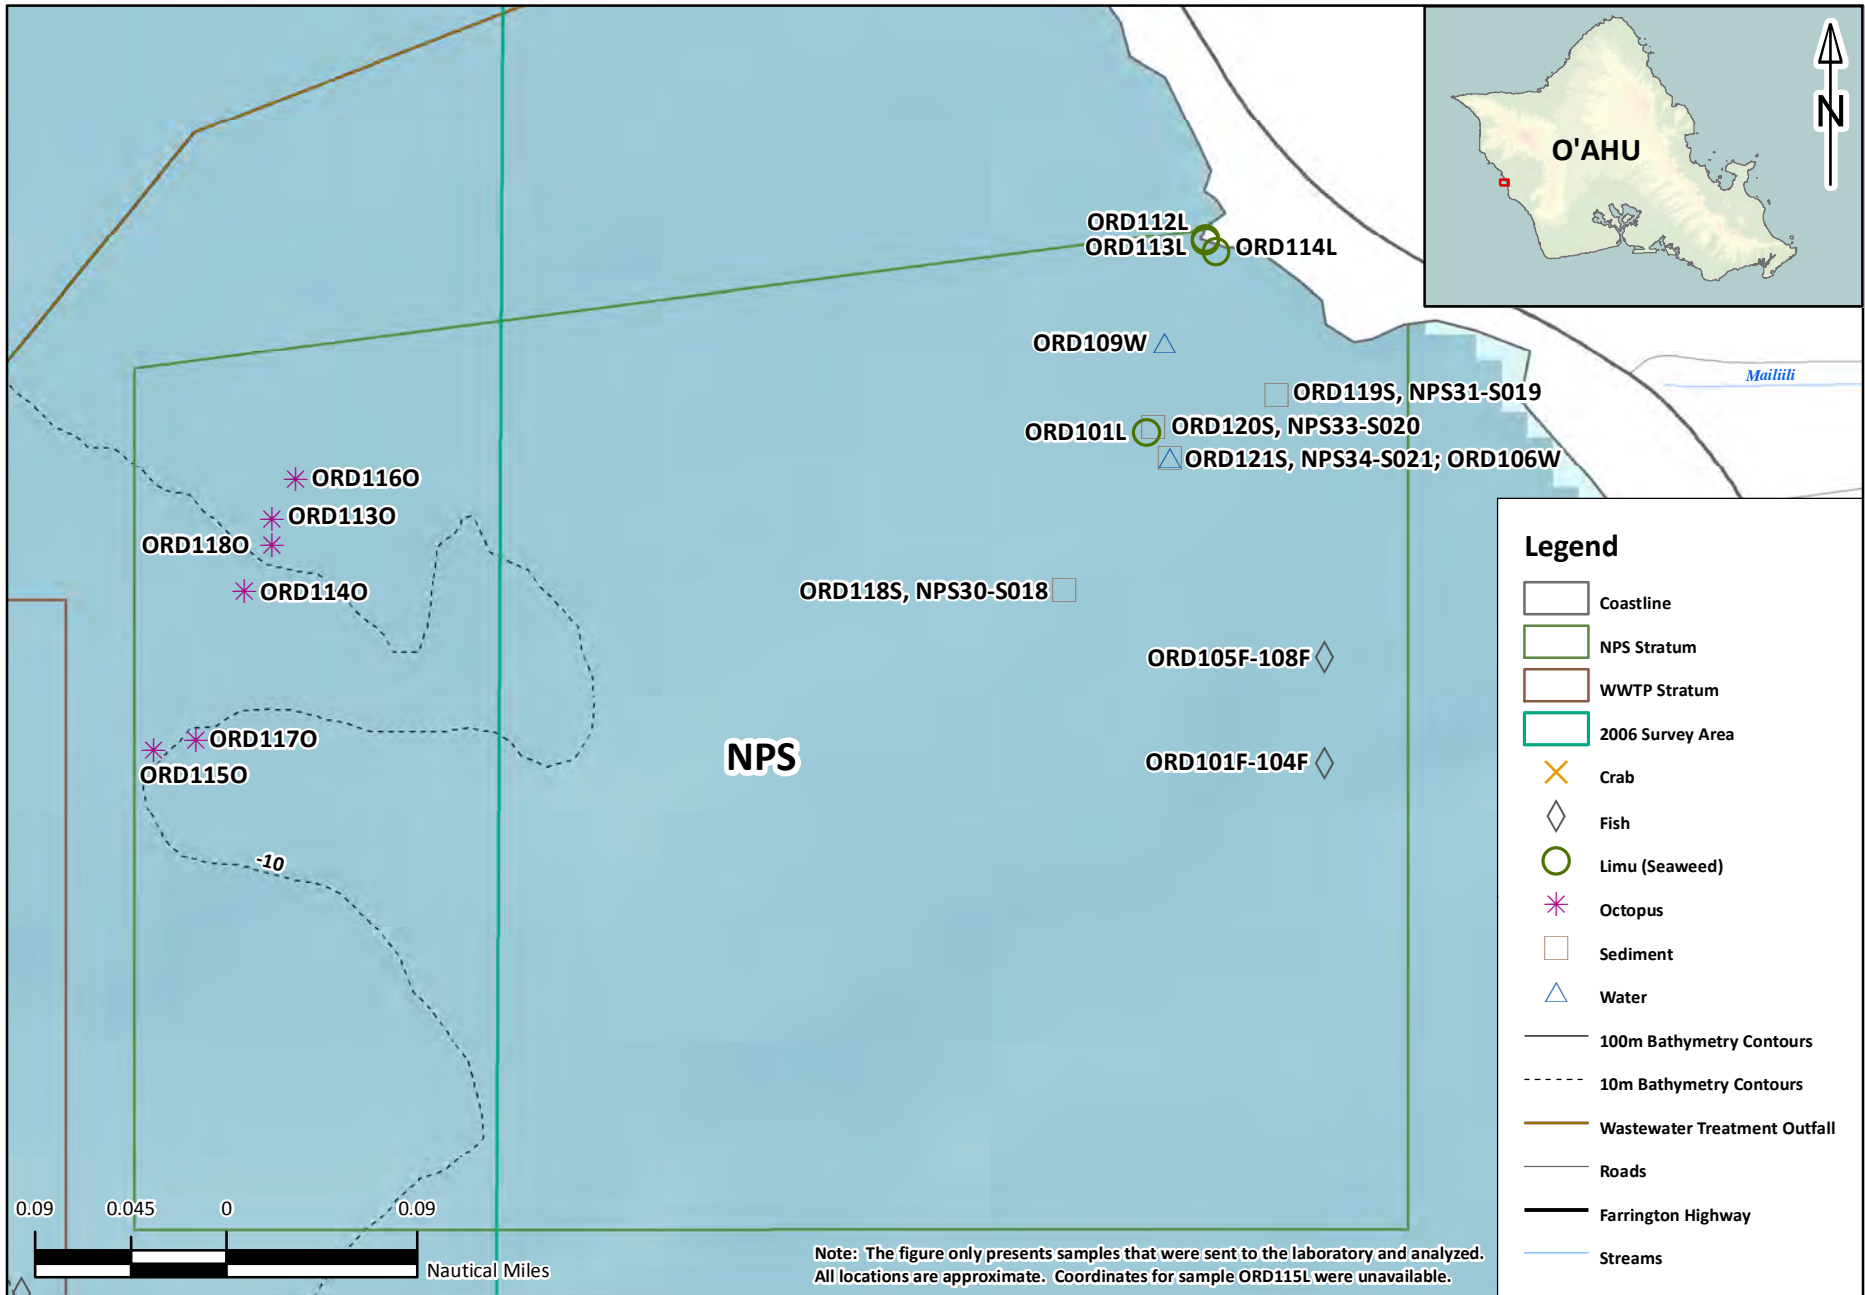 O'AHU
N
ORD112L
ORD113L
ORD114L
ORD109W
Mailiili
ORD119S, NPS31-S019
ORD120S, NPS33-S020
ORD101L
ORD121S, NPS34-S021; ORD106W
ORD116O
ORD113O
ORD118O
ORD114O
ORD118S, NPS30-S018
ORD105F-108F
ORD117O
ORD115O
NPS
ORD101F-104F
-10
Legend
Coastline
NPS Stratum
WWTP Stratum
2006 Survey Area
Crab
Fish
Limu (Seaweed)
Octopus
Sediment
Water
100m Bathymetry Contours
10m Bathymetry Contours
Wastewater Treatment Outfall
Roads
Farrington Highway
Streams
0.09 0.045 0 0.09
Nautical Miles
Note: The figure only presents samples that were sent to the laboratory and analyzed.
All locations are approximate. Coordinates for sample ORD115L were unavailable.